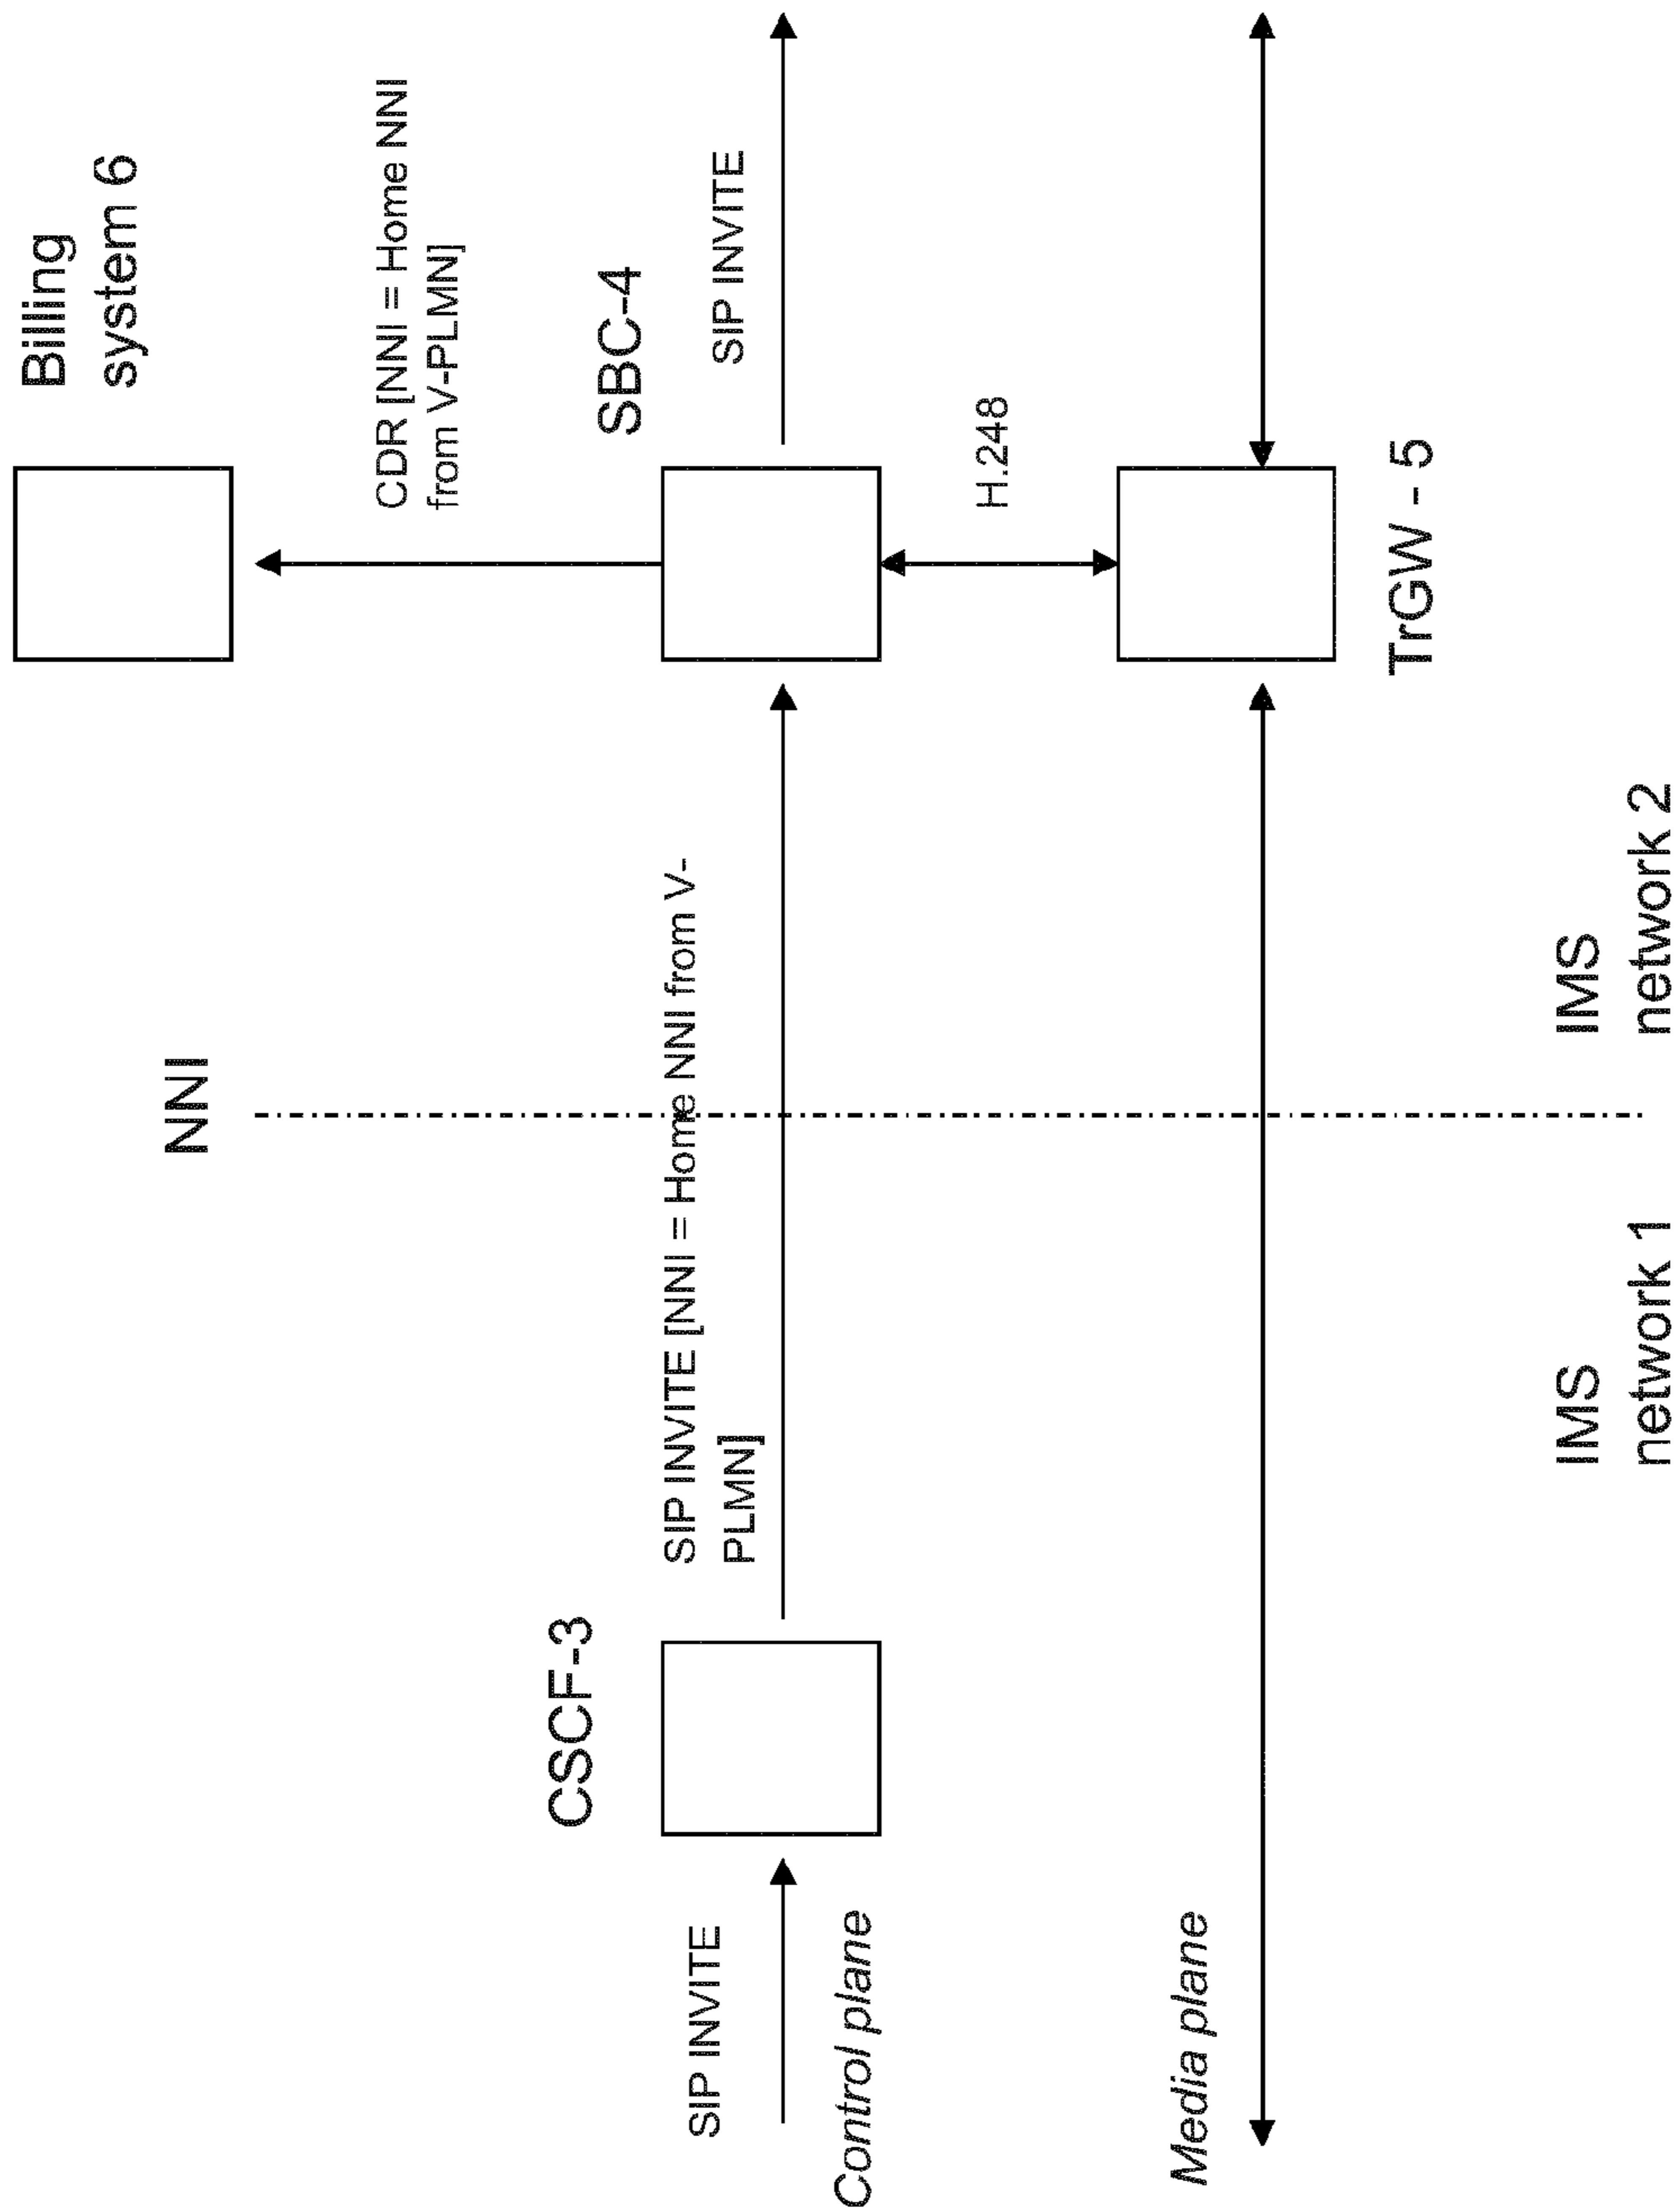 Billing
system 6
NNI
CDR [NNI = Home NNI
from V-PLMN]
CSCF-3
SBC-4
SIP INVITE
SIP INVITE [NNI = Home NNI from V-
PLMN]
SIP INVITE
Control plane
H.248
Media plane
TrGW - 5
IMS
network 1
IMS
network 2